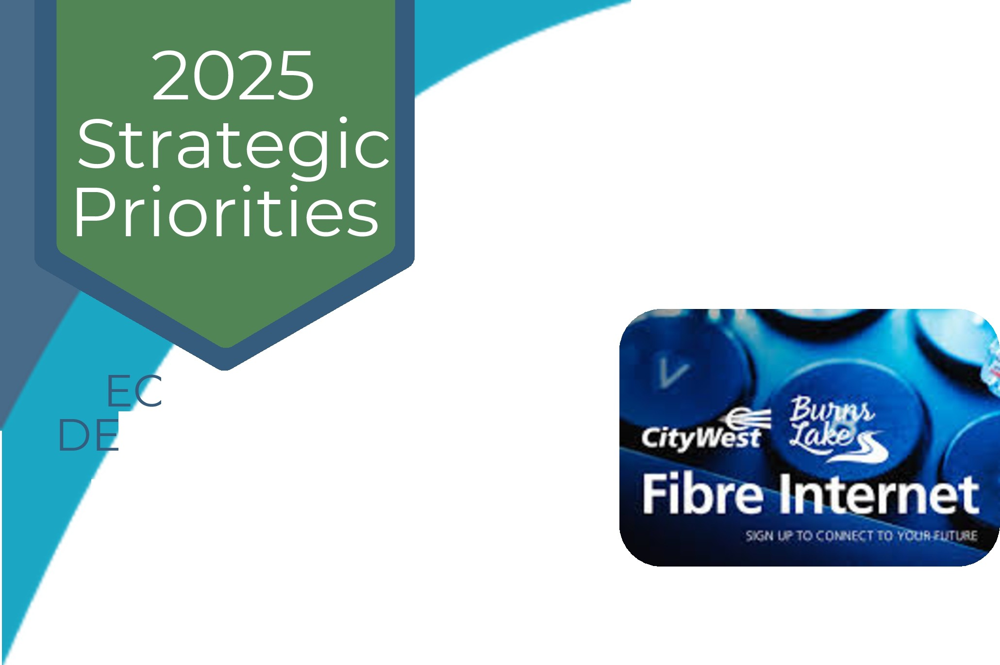 2025
Strategic
Priorities
EC
DE
V
CityWest
Burns
Lake
Fibre Internet
SIGN UP TO CONNECT TO YOUR FUTURE